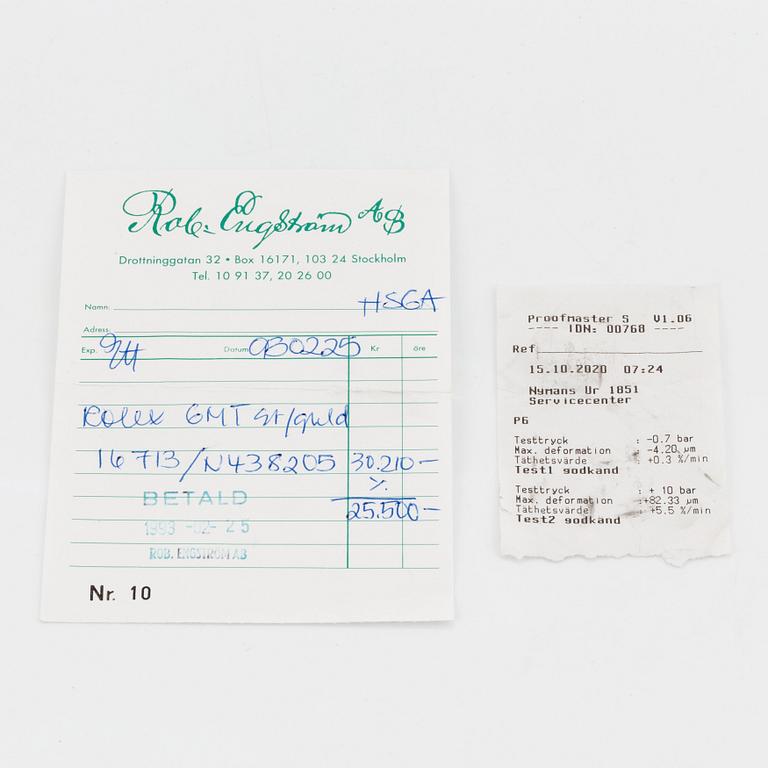 Rob. Engström AB
Drottninggatan 32 • Box 16171, 103 24 Stockholm
Tel. 10 91 37, 20 26 00
Namn: HSGA
Adress:
Exp. Datum 930225 Kr öre
Rolex GMT st/guld
16713/N438205 30.210-
%
25.500-
BETALD
1993 -02- 25
ROB. ENGSTRÖM AB
Nr. 10
Proofmaster S V1.06
---- IDN: 00768 ----
Ref
15.10.2020 07:24
Nymans Ur 1851
Servicecenter
P6
Testtryck : -0.7 bar
Max. deformation : -4.20 µm
Täthetsvärde : +0.3 %/min
Test1 godkänd
Testtryck : + 10 bar
Max. deformation : +82.33 µm
Täthetsvärde : +5.5 %/min
Test2 godkänd